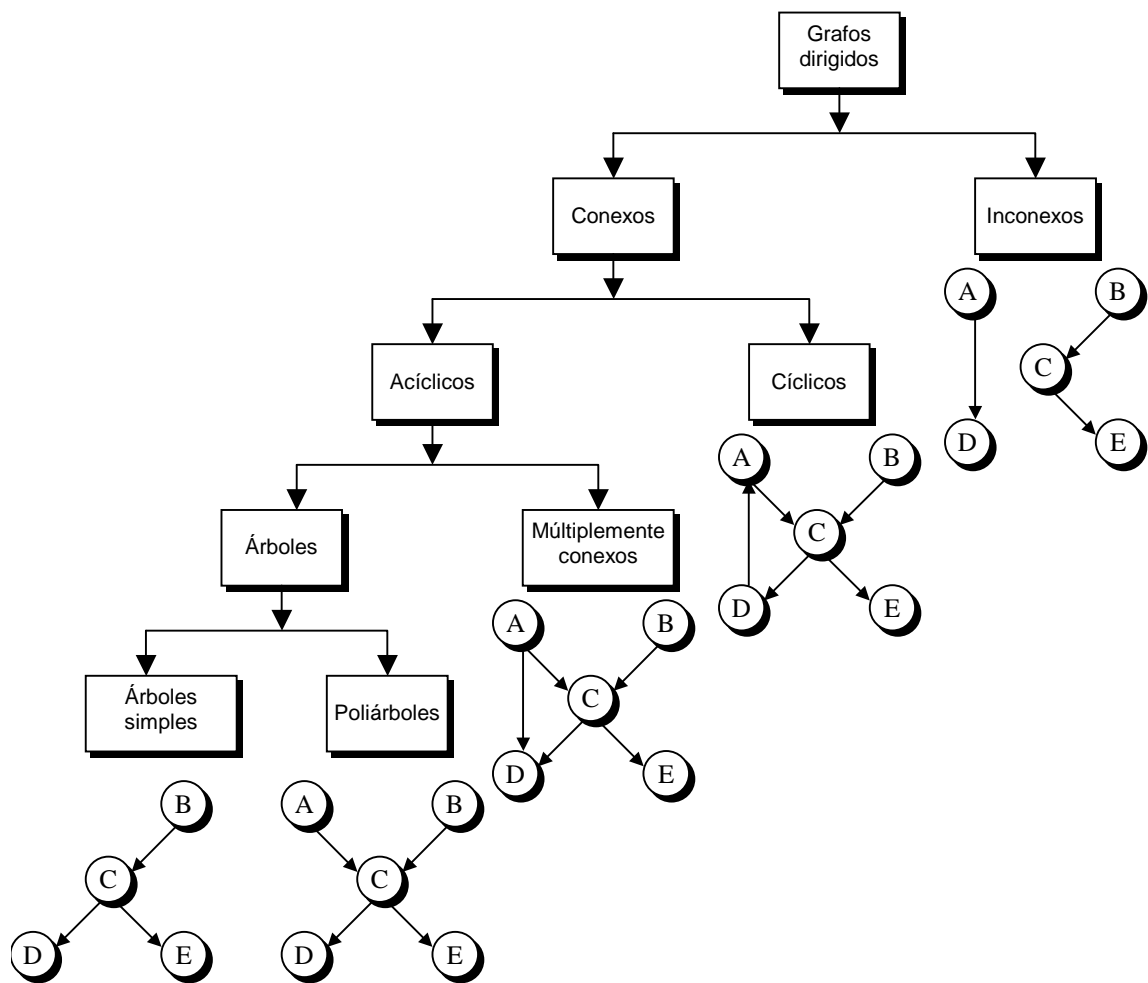 Grafos
dirigidos
Conexos
Inconexos
A
B
C
D
E
Acíclicos
Cíclicos
A
B
C
D
E
Árboles
Múltiplemente
conexos
A
B
C
D
E
Árboles
simples
Poliárboles
B
C
D
E
A
B
C
D
E